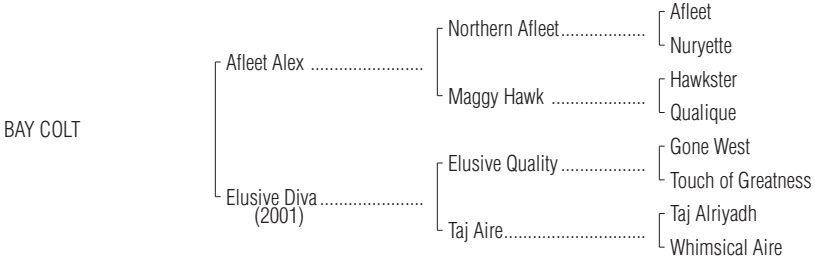 Afleet
Northern Afleet....................
Nuryette
Afleet Alex ........................
Hawkster
Maggy Hawk ....................
Qualique
BAY COLT
Gone West
Elusive Quality....................
Touch of Greatness
Elusive Diva......................
(2001)
Taj Alriyadh
Taj Aire..............................
Whimsical Aire